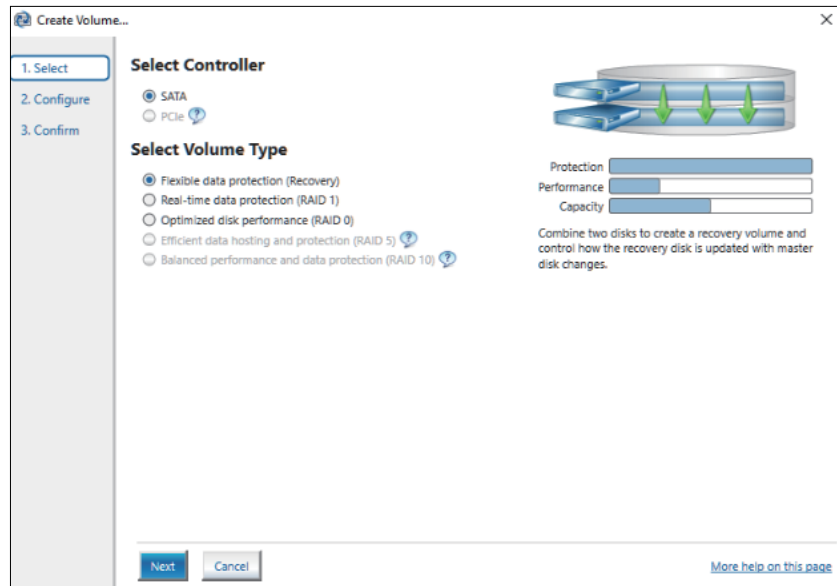 Create Volume...
1. Select
2. Configure
3. Confirm
Select Controller
SATA
PCIe
Select Volume Type
Flexible data protection (Recovery)
Real-time data protection (RAID 1)
Optimized disk performance (RAID 0)
Efficient data hosting and protection (RAID 5)
Balanced performance and data protection (RAID 10)
Protection
Performance
Capacity
Combine two disks to create a recovery volume and
control how the recovery disk is updated with master
disk changes.
Next
Cancel
More help on this page